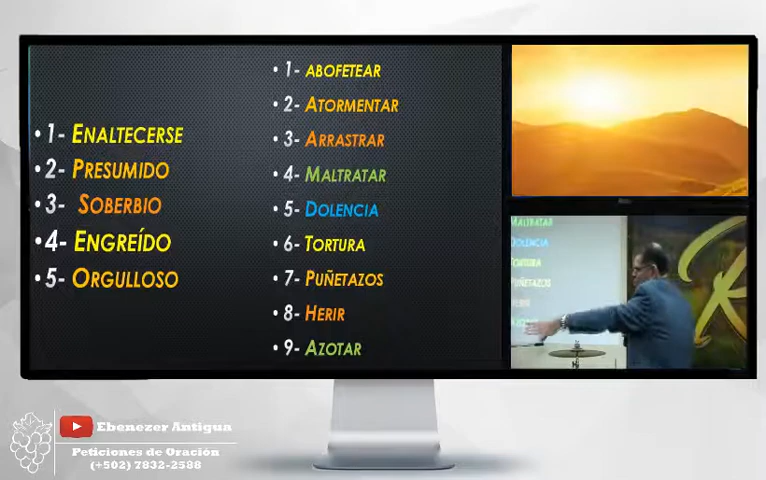 • 1- ENALTECERSE
• 2- PRESUMIDO
• 3- SOBERBIO
• 4- ENGREÍDO
• 5- ORGULLOSO
• 1- ABOFETEAR
• 2- ATORMENTAR
• 3- ARRASTRAR
• 4- MALTRATAR
• 5- DOLENCIA
• 6- TORTURA
• 7- PUÑETAZOS
• 8- HERIR
• 9- AZOTAR
MALTRATAR
DOLENCIA
TORTURA
PUÑETAZOS
HERIR
Ebenezer Antigua
Peticiones de Oración
(+502) 7832-2588